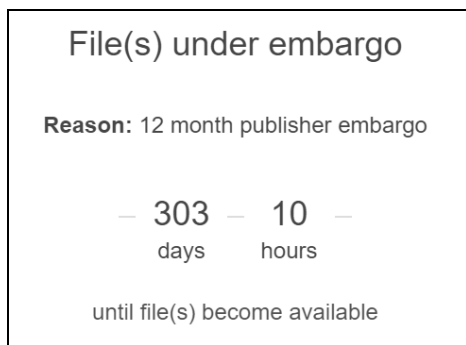 File(s) under embargo
Reason: 12 month publisher embargo
303 10
days hours
until file(s) become available